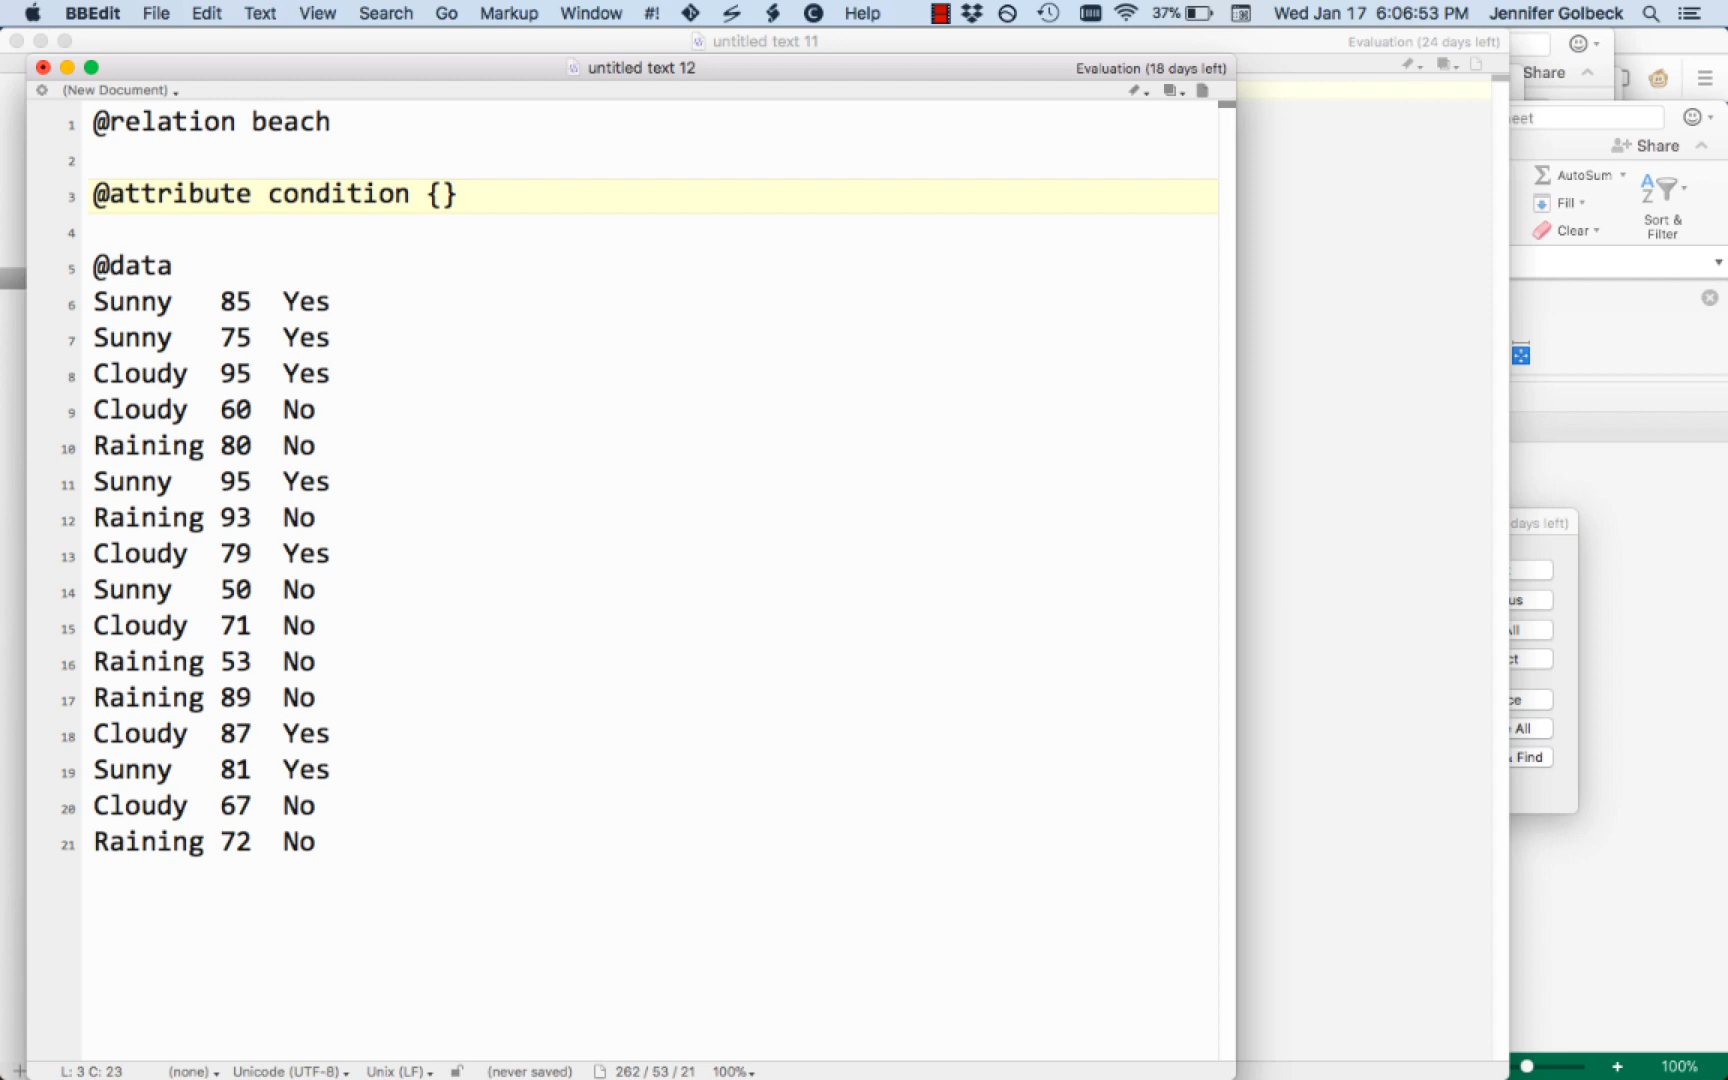 BBEdit File Edit Text View Search Go Markup Window #! Help 37% Wed Jan 17 6:06:53 PM Jennifer Golbeck
untitled text 11 Evaluation (24 days left)
untitled text 12 Evaluation (18 days left)
Share
(New Document)
eet
Share
1 @relation beach
2
AutoSum
3 @attribute condition {}
Fill
Sort &
Filter
Clear
4
5 @data
6 Sunny 85 Yes
7 Sunny 75 Yes
8 Cloudy 95 Yes
9 Cloudy 60 No
10 Raining 80 No
11 Sunny 95 Yes
12 Raining 93 No
days left)
13 Cloudy 79 Yes
14 Sunny 50 No
us
15 Cloudy 71 No
ll
16 Raining 53 No
ct
17 Raining 89 No
ce
18 Cloudy 87 Yes
All
19 Sunny 81 Yes
& Find
20 Cloudy 67 No
21 Raining 72 No
L: 3 C: 23 (none) Unicode (UTF-8) Unix (LF) (never saved) 262 / 53 / 21 100%
100%